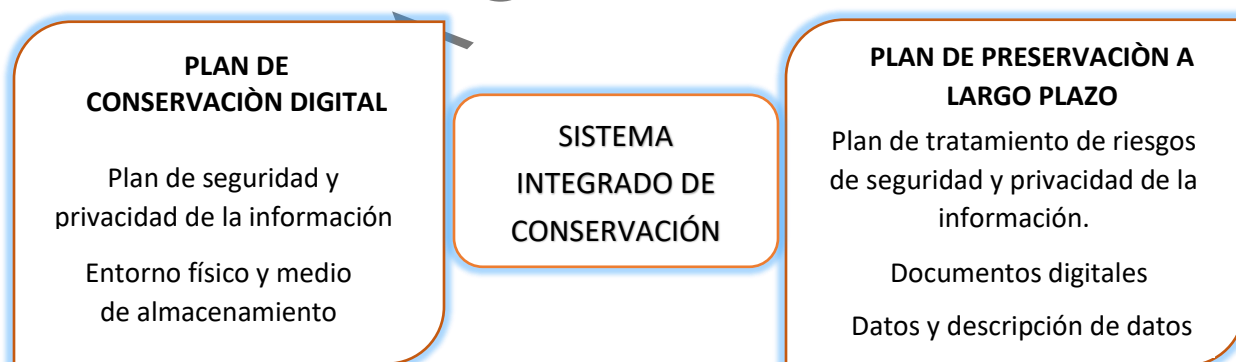 PLAN DE
CONSERVACIÒN DIGITAL
Plan de seguridad y
privacidad de la información
Entorno físico y medio
de almacenamiento
SISTEMA
INTEGRADO DE
CONSERVACIÓN
PLAN DE PRESERVACIÒN A
LARGO PLAZO
Plan de tratamiento de riesgos
de seguridad y privacidad de la
información.
Documentos digitales
Datos y descripción de datos